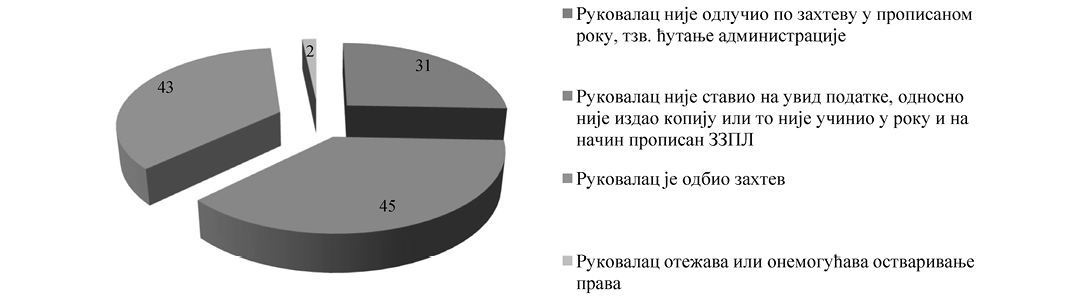 2
31
43
45
Руковалац није одлучио по захтеву у прописаном
року, тзв. ћутање администрације
Руковалац није ставио на увид податке, односно
није издао копију или то није учинио у року и на
начин прописан ЗЗПЛ
Руковалац је одбио захтев
Руковалац отежава или онемогућава остваривање
права